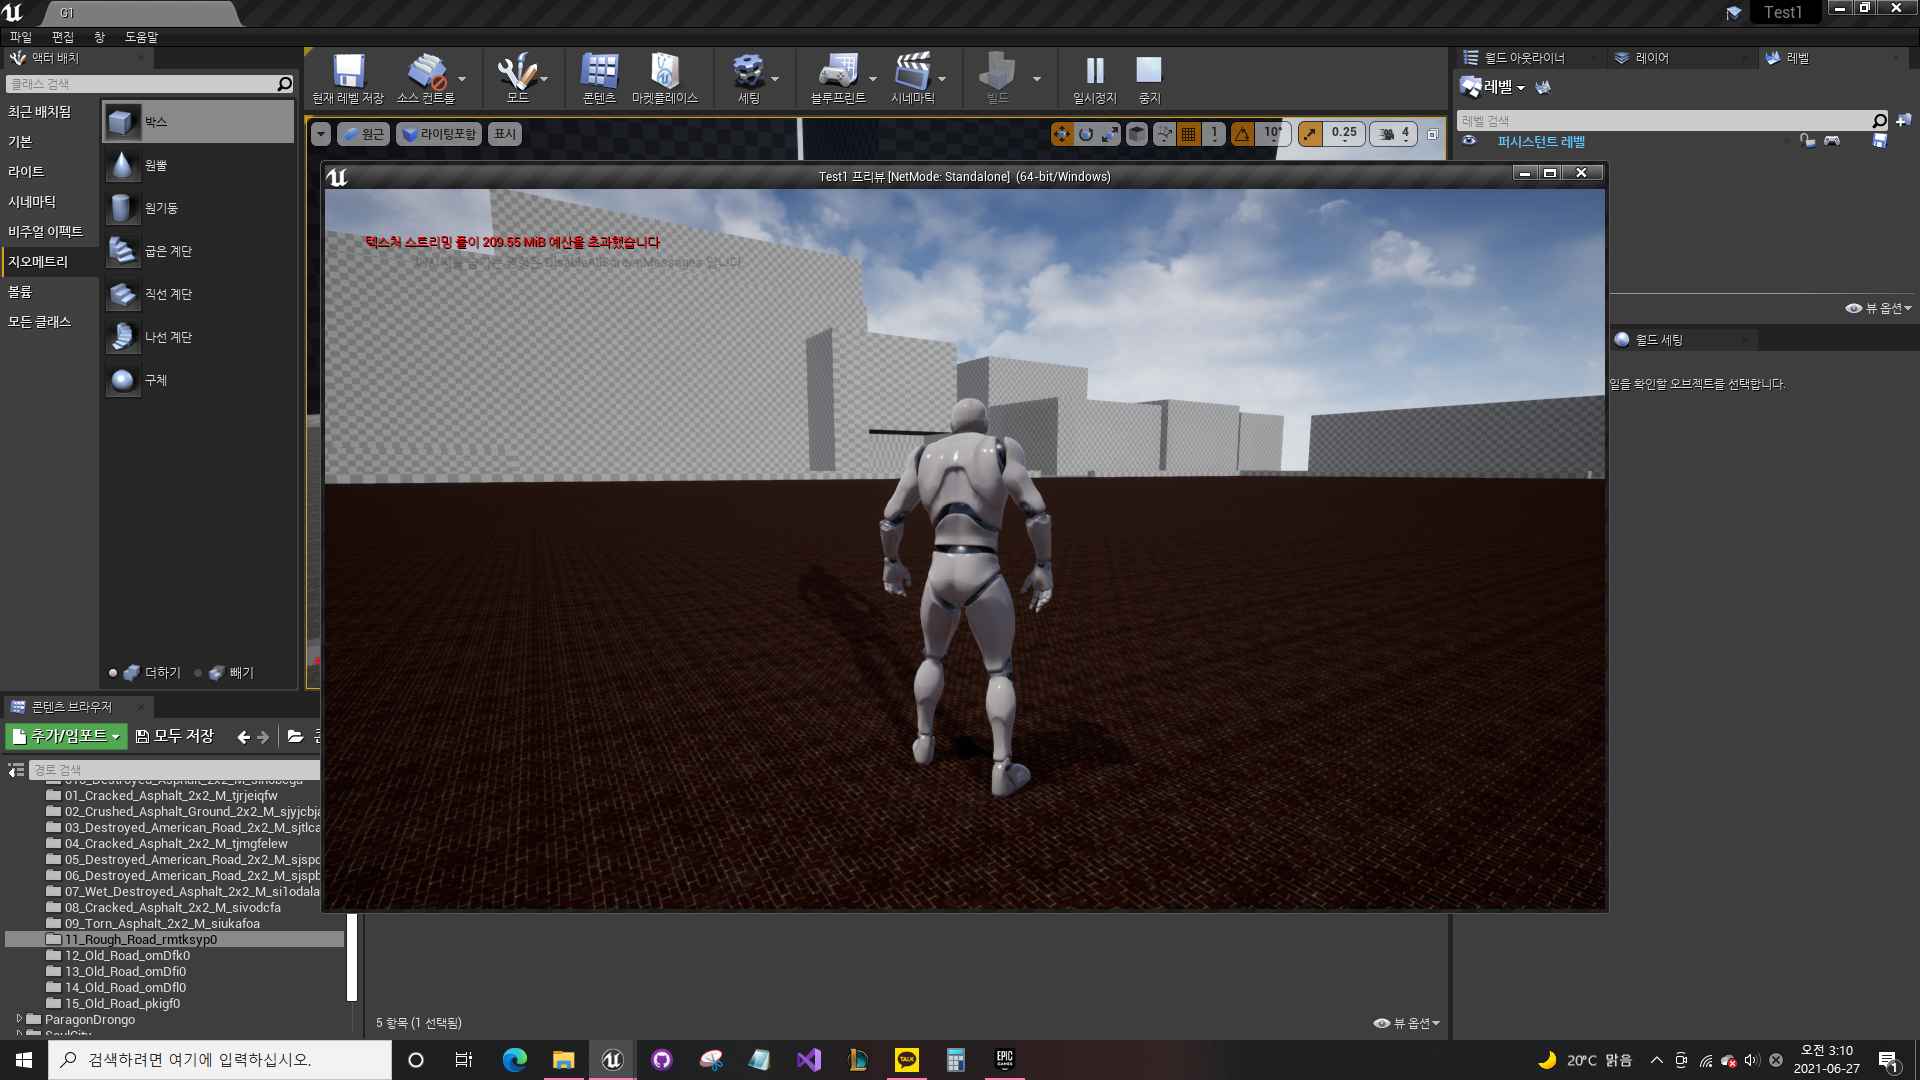 G1
Test1
파일 편집 창 도움말
액터 배치
클래스 검색
최근 배치됨
기본
라이트
시네마틱
비주얼 이펙트
지오메트리
볼륨
모든 클래스
박스
원뿔
원기둥
굽은 계단
직선 계단
나선 계단
구체
더하기 빼기
현재 레벨 저장 소스 컨트롤 모드 콘텐츠 마켓플레이스 세팅 블루프린트 시네마틱 빌드 일시정지 중지
원근 라이팅포함 표시
1 10° 0.25 4
Test1 프리뷰 [NetMode: Standalone] (64-bit/Windows)
텍스처 스트리밍 풀이 209.55 MiB 예산을 초과했습니다
DisableAllScreenMessages 입니다
월드 아웃라이너 레이어 레벨
레벨
레벨 검색
퍼시스턴트 레벨
뷰 옵션
월드 세팅
일을 확인할 오브젝트를 선택합니다.
콘텐츠 브라우저
추가/임포트 모두 저장
경로 검색
01_Cracked_Asphalt_2x2_M_tjrjeiqfw
02_Crushed_Asphalt_Ground_2x2_M_sjyjcbja
03_Destroyed_American_Road_2x2_M_sjtlca
04_Cracked_Asphalt_2x2_M_tjmgfelew
05_Destroyed_American_Road_2x2_M_sjspc
06_Destroyed_American_Road_2x2_M_sjspb
07_Wet_Destroyed_Asphalt_2x2_M_si1odala
08_Cracked_Asphalt_2x2_M_sivodcfa
09_Torn_Asphalt_2x2_M_siukafoa
11_Rough_Road_rmtksyp0
12_Old_Road_omDfk0
13_Old_Road_omDfi0
14_Old_Road_omDfl0
15_Old_Road_pkigf0
ParagonDrongo
SoulCity
5 항목 (1 선택됨)
뷰 옵션
검색하려면 여기에 입력하십시오.
TALK
EPIC GAMES
20°C 맑음
오전 3:10
2021-06-27
1